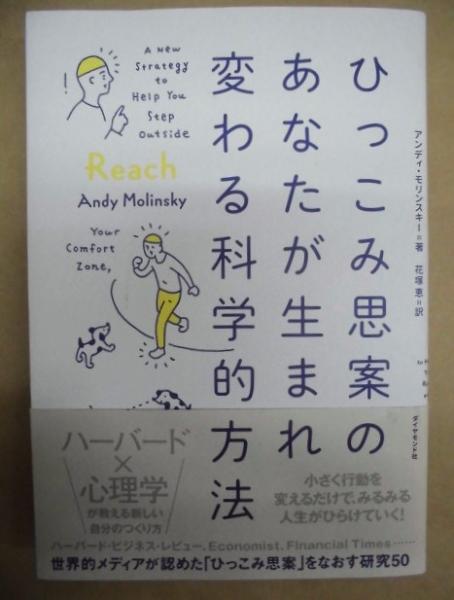 ひっこみ思案の
あなたが生まれ
変わる科学的方法
アンディ・モリンスキー=著 花塚恵=訳
A New
Strategy
to
Help You
Step
Outside
Reach
Andy Molinsky
Your
Comfort
Zone,
ダイヤモンド社
ハーバード
×
心理学
が教える新しい
自分のつくり方
小さく行動を
変えるだけで、みるみる
人生がひらけていく!
ハーバード・ビジネス・レビュー、Economist、Financial Times……
世界的メディアが認めた「ひっこみ思案」をなおす研究50